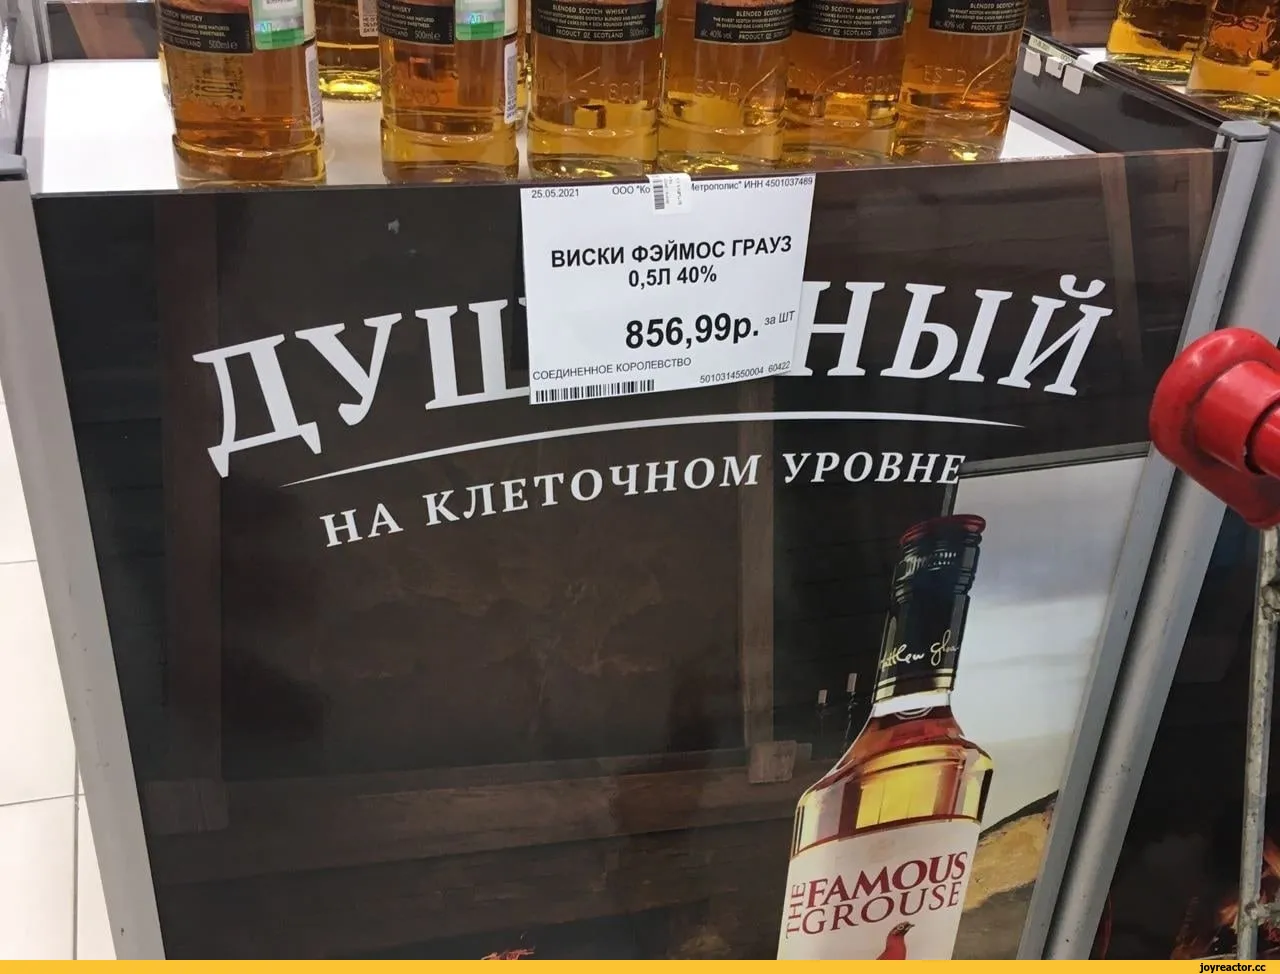 BLENDED SCOTCH WHISKY
PRODUCT OF SCOTLAND
500ml e
25.05.2021 ООО "Ко Метрополис" ИНН 4501037489
ВИСКИ ФЭЙМОС ГРАУЗ
0,5Л 40%
856,99р. за ШТ
СОЕДИНЕННОЕ КОРОЛЕВСТВО
5010314550004 60422
ДУШ НЫЙ
НА КЛЕТОЧНОМ УРОВНЕ
THE
FAMOUS
GROUSE
joyreactor.cc